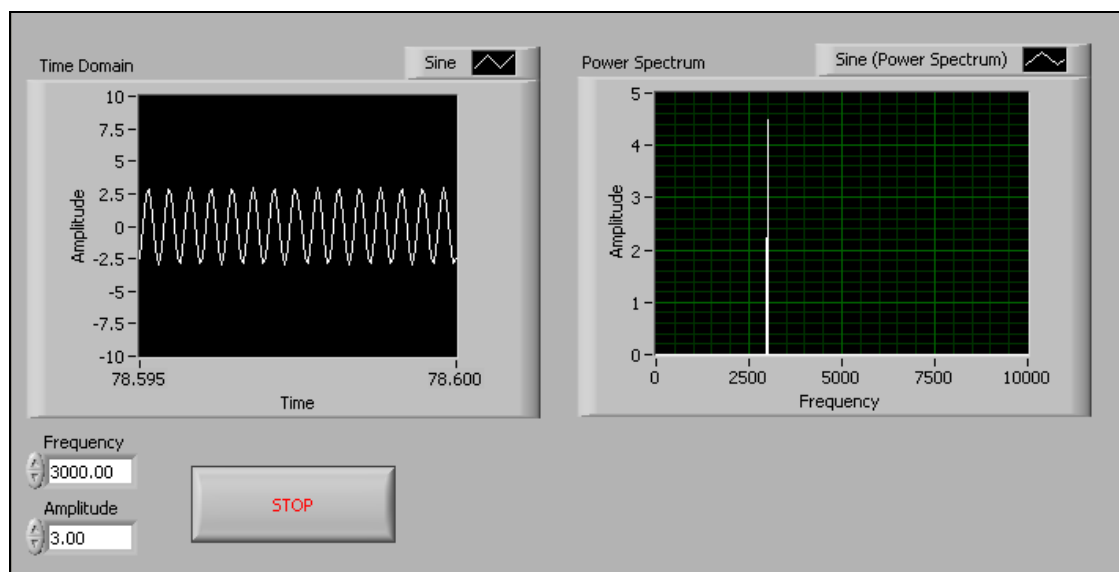 Time Domain
Sine
Amplitude
10
7.5
5
2.5
0
-2.5
-5
-7.5
-10
78.595
78.600
Time
Power Spectrum
Sine (Power Spectrum)
Amplitude
5
4
3
2
1
0
0
2500
5000
7500
10000
Frequency
Frequency
3000.00
Amplitude
3.00
STOP